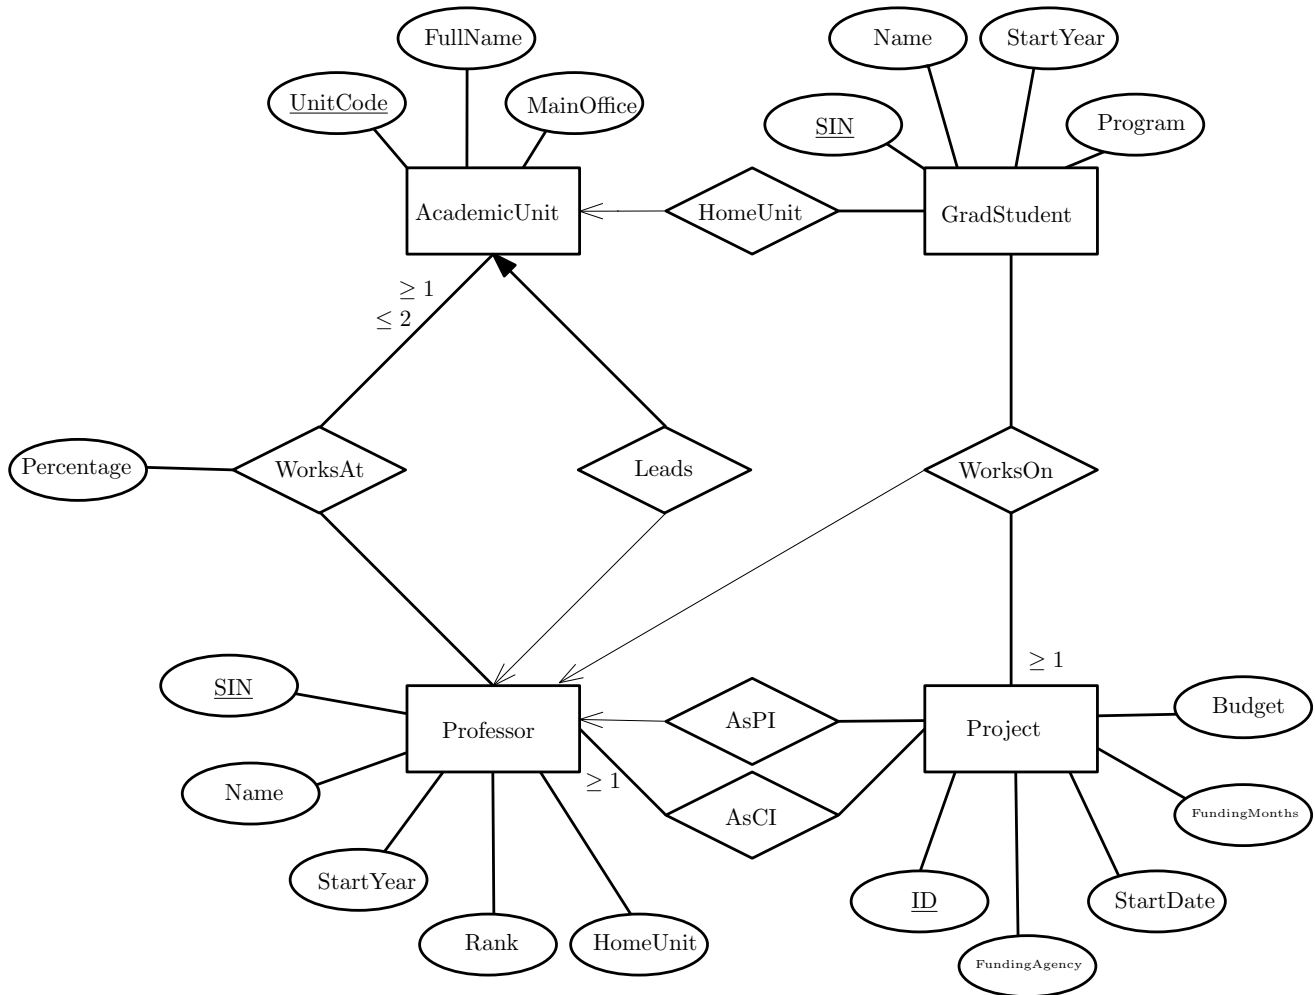 FullName
Name
StartYear
UnitCode
MainOffice
SIN
Program
AcademicUnit
HomeUnit
GradStudent
≥ 1
≤ 2
Percentage
WorksAt
Leads
WorksOn
≥ 1
SIN
Professor
AsPI
Project
Budget
Name
≥ 1
AsCI
FundingMonths
StartYear
ID
StartDate
Rank
HomeUnit
FundingAgency